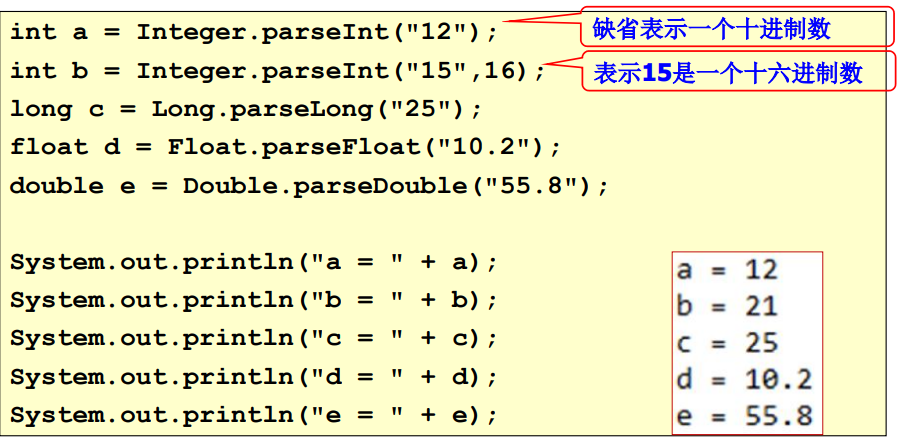 int a = Integer.parseInt("12");
缺省表示一个十进制数
int b = Integer.parseInt("15",16);
表示15是一个十六进制数
long c = Long.parseLong("25");
float d = Float.parseFloat("10.2");
double e = Double.parseDouble("55.8");
System.out.println("a = " + a);
System.out.println("b = " + b);
System.out.println("c = " + c);
System.out.println("d = " + d);
System.out.println("e = " + e);
a = 12
b = 21
c = 25
d = 10.2
e = 55.8